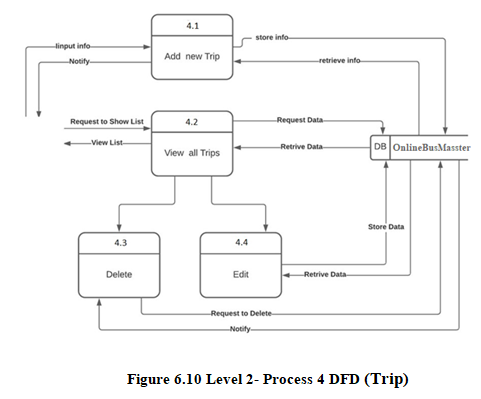 4.1
store info
Iinput info
Add new Trip
Notify
retrieve info
Request to Show List
4.2
Request Data
View List
View all Trips
Retrive Data
DB
OnlineBusMasster
Store Data
4.3
4.4
Delete
Edit
Retrive Data
Request to Delete
Notify
Figure 6.10 Level 2- Process 4 DFD (Trip)